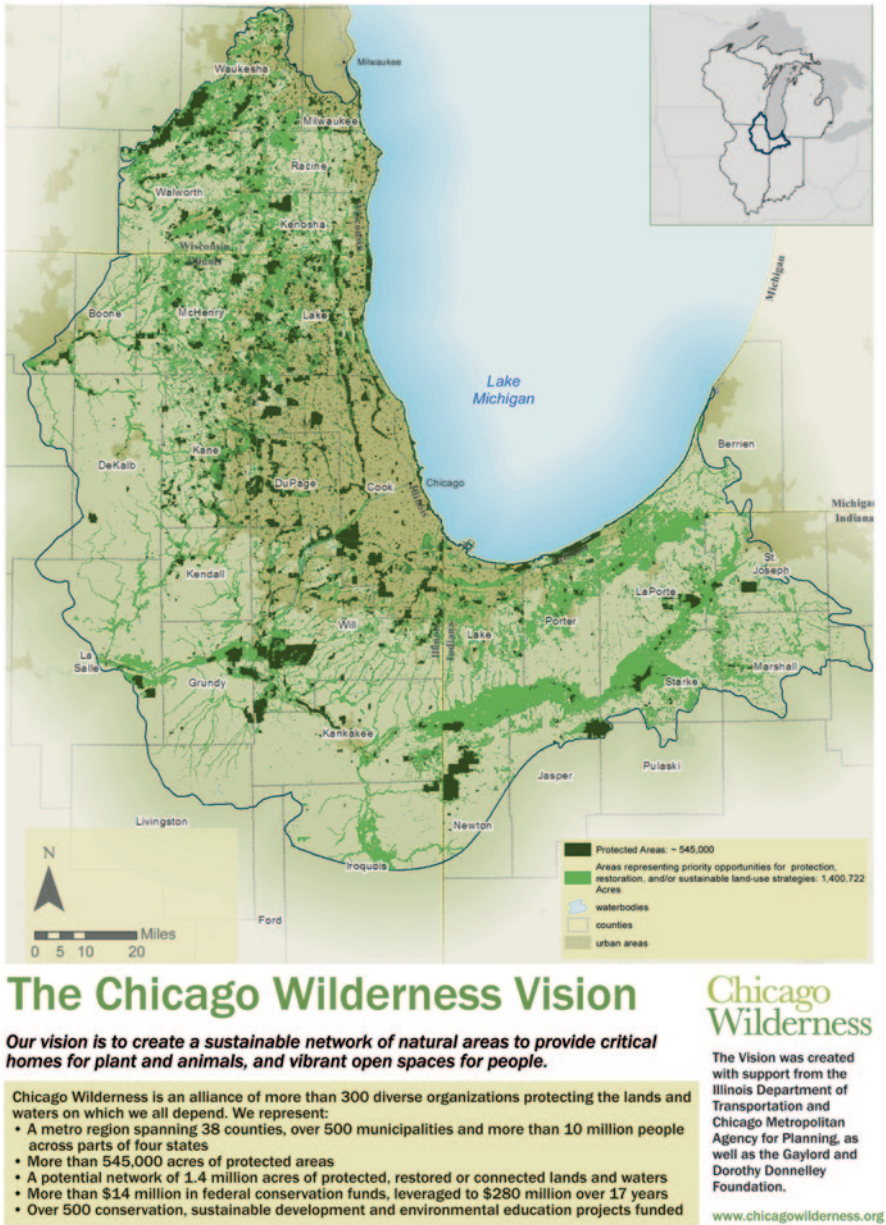 Waukesha
Milwaukee
Milwaukee
Racine
Walworth
Kenosha
Wisconsin
Illinois
Michigan
Boone
McHenry
Lake
Lake
Michigan
Berrien
DeKalb
Kane
DuPage
Cook
Chicago
Illinois
Michigan
Indiana
St.
Joseph
Kendall
LaPorte
Will
Illinois
Indiana
Lake
Porter
La
Salle
Grundy
Starke
Marshall
Kankakee
Jasper
Pulaski
Livingston
Newton
Iroquois
Ford
N
Miles
0 5 10 20
Protected Areas: ~ 545,000
Areas representing priority opportunities for protection,
restoration, and/or sustainable land-use strategies: 1,400,722
Acres
waterbodies
counties
urban areas
The Chicago Wilderness Vision
Our vision is to create a sustainable network of natural areas to provide critical
homes for plant and animals, and vibrant open spaces for people.
Chicago Wilderness is an alliance of more than 300 diverse organizations protecting the lands and
waters on which we all depend. We represent:
• A metro region spanning 38 counties, over 500 municipalities and more than 10 million people
across parts of four states
• More than 545,000 acres of protected areas
• A potential network of 1.4 million acres of protected, restored or connected lands and waters
• More than $14 million in federal conservation funds, leveraged to $280 million over 17 years
• Over 500 conservation, sustainable development and environmental education projects funded
Chicago
Wilderness
The Vision was created
with support from the
Illinois Department of
Transportation and
Chicago Metropolitan
Agency for Planning, as
well as the Gaylord and
Dorothy Donnelley
Foundation.
www.chicagowilderness.org